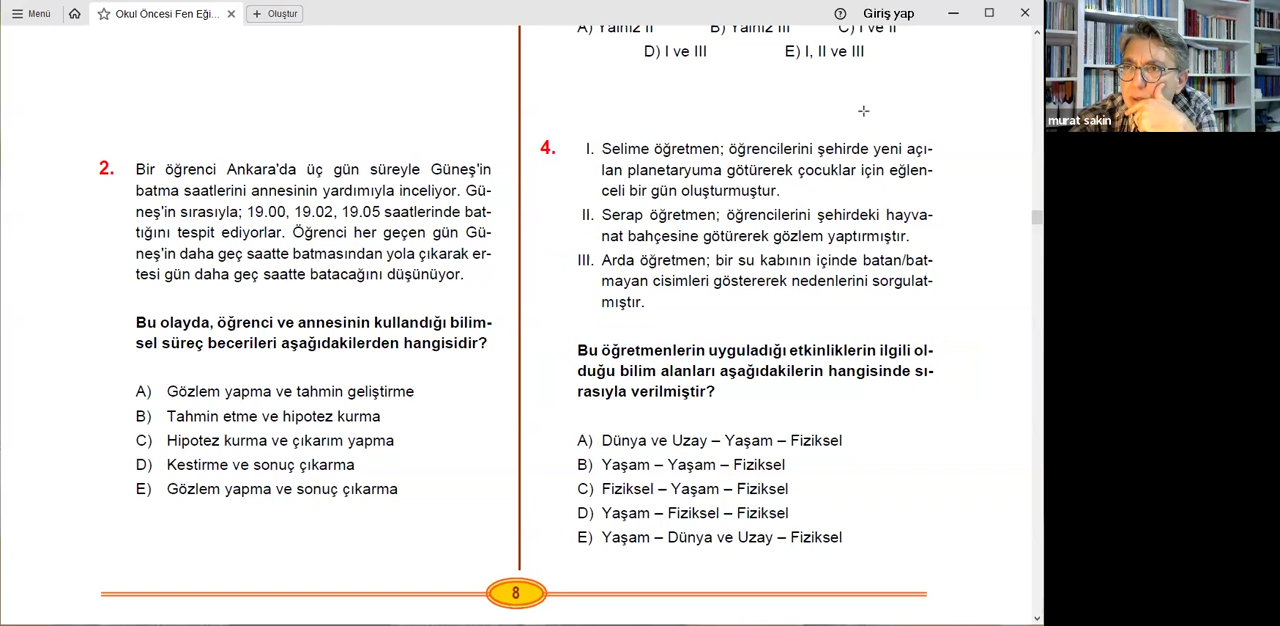 Menü
Okul Öncesi Fen Eği...
+ Oluştur
Giriş yap
murat sakin
2. Bir öğrenci Ankara'da üç gün süreyle Güneş'in
batma saatlerini annesinin yardımıyla inceliyor. Gü-
neş'in sırasıyla; 19.00, 19.02, 19.05 saatlerinde bat-
tığını tespit ediyorlar. Öğrenci her geçen gün Gü-
neş'in daha geç saatte batmasından yola çıkarak er-
tesi gün daha geç saatte batacağını düşünüyor.
Bu olayda, öğrenci ve annesinin kullandığı bilim-
sel süreç becerileri aşağıdakilerden hangisidir?
A) Gözlem yapma ve tahmin geliştirme
B) Tahmin etme ve hipotez kurma
C) Hipotez kurma ve çıkarım yapma
D) Kestirme ve sonuç çıkarma
E) Gözlem yapma ve sonuç çıkarma
A) Yalnız II B) Yalnız III C) I ve II
D) I ve III E) I, II ve III
4. I. Selime öğretmen; öğrencilerini şehirde yeni açı-
lan planetaryuma götürerek çocuklar için eğlen-
celi bir gün oluşturmuştur.
II. Serap öğretmen; öğrencilerini şehirdeki hayva-
nat bahçesine götürerek gözlem yaptırmıştır.
III. Arda öğretmen; bir su kabının içinde batan/bat-
mayan cisimleri göstererek nedenlerini sorgulat-
mıştır.
Bu öğretmenlerin uyguladığı etkinliklerin ilgili ol-
duğu bilim alanları aşağıdakilerin hangisinde sı-
rasıyla verilmiştir?
A) Dünya ve Uzay – Yaşam – Fiziksel
B) Yaşam – Yaşam – Fiziksel
C) Fiziksel – Yaşam – Fiziksel
D) Yaşam – Fiziksel – Fiziksel
E) Yaşam – Dünya ve Uzay – Fiziksel
8